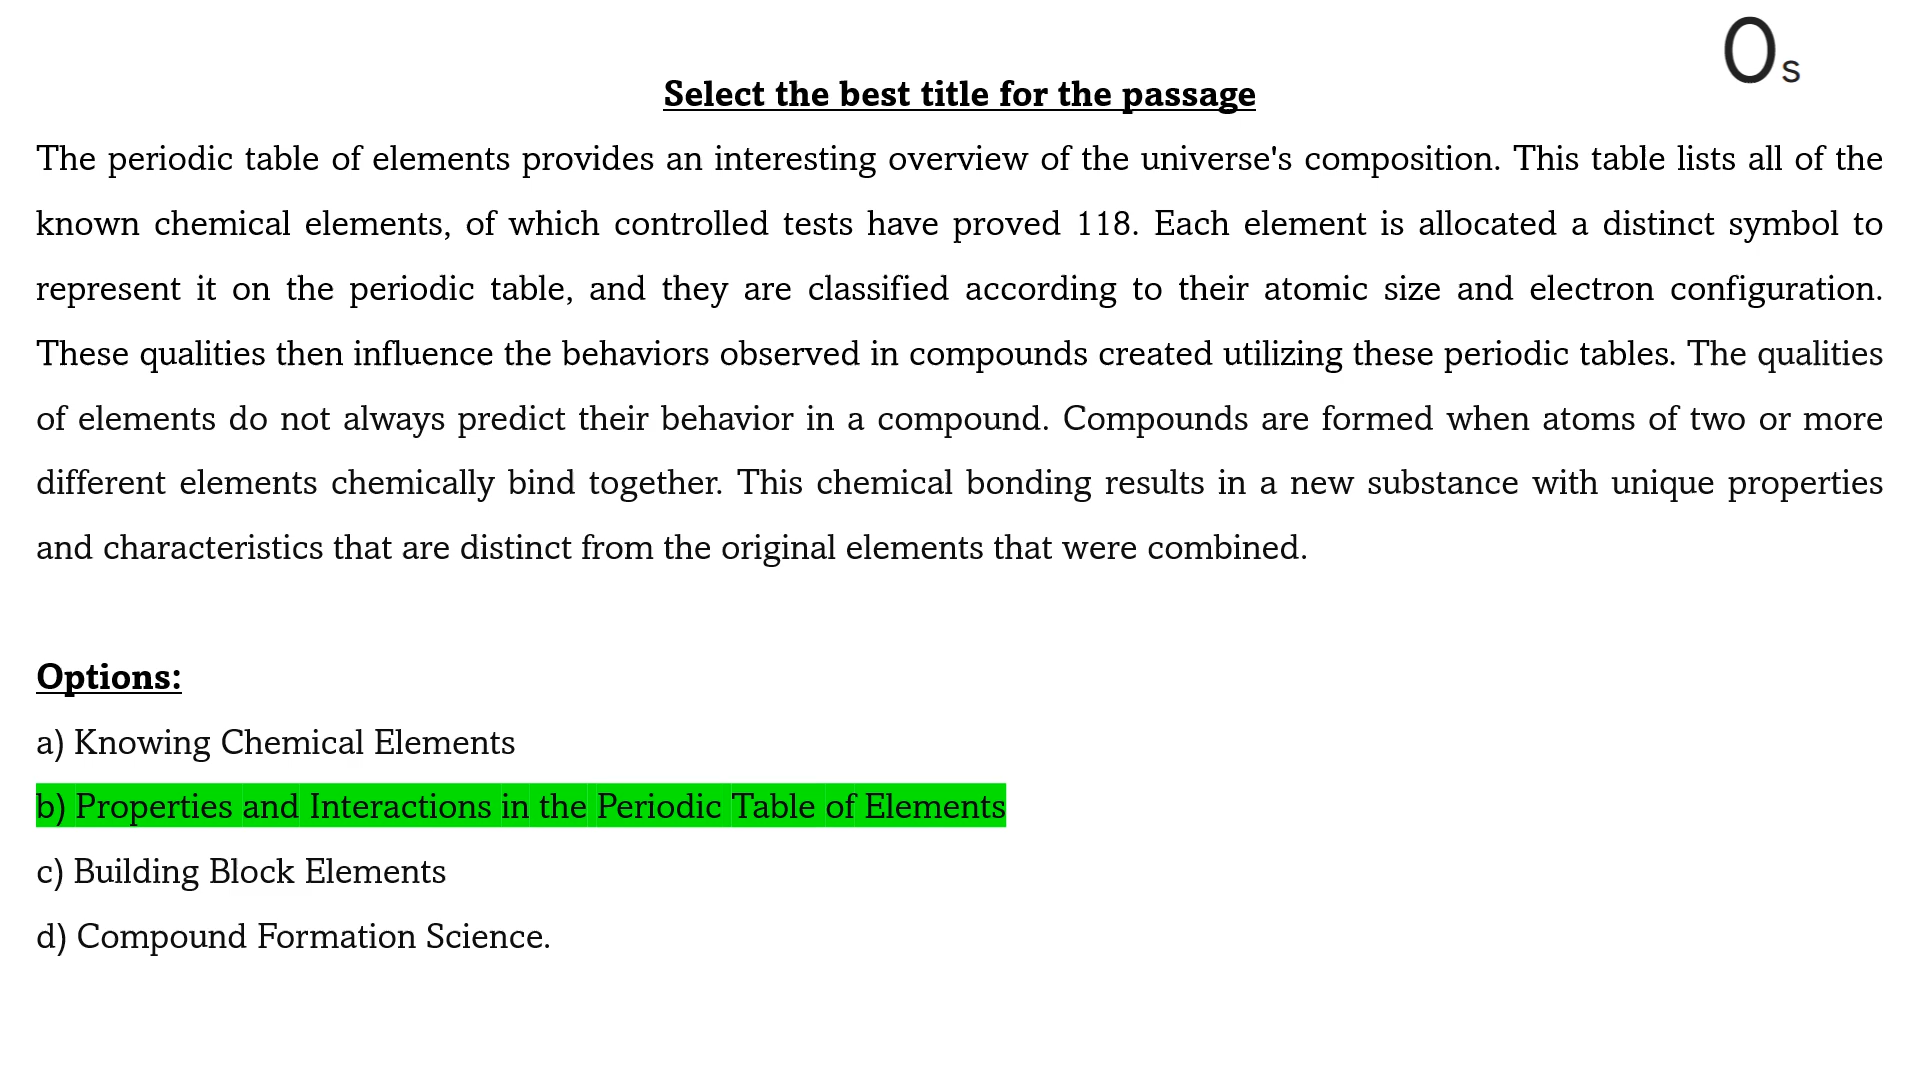 0s
Select the best title for the passage
The periodic table of elements provides an interesting overview of the universe's composition. This table lists all of the
known chemical elements, of which controlled tests have proved 118. Each element is allocated a distinct symbol to
represent it on the periodic table, and they are classified according to their atomic size and electron configuration.
These qualities then influence the behaviors observed in compounds created utilizing these periodic tables. The qualities
of elements do not always predict their behavior in a compound. Compounds are formed when atoms of two or more
different elements chemically bind together. This chemical bonding results in a new substance with unique properties
and characteristics that are distinct from the original elements that were combined.
Options:
a) Knowing Chemical Elements
b) Properties and Interactions in the Periodic Table of Elements
c) Building Block Elements
d) Compound Formation Science.